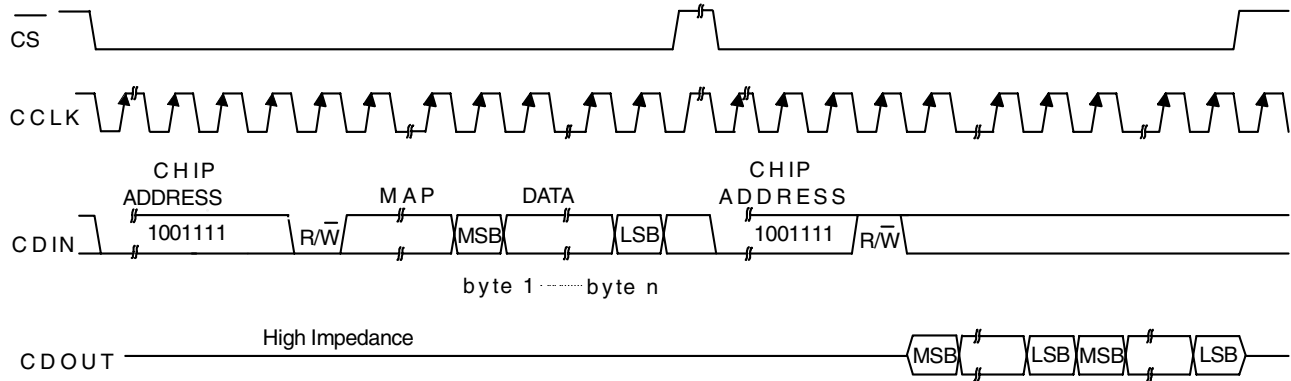 CS
CCLK
CHIP
ADDRESS
MAP
DATA
CHIP
ADDRESS
CDIN
1001111
R/W
MSB
LSB
1001111
R/W
byte 1 ········ byte n
High Impedance
CDOUT
MSB
LSB
MSB
LSB